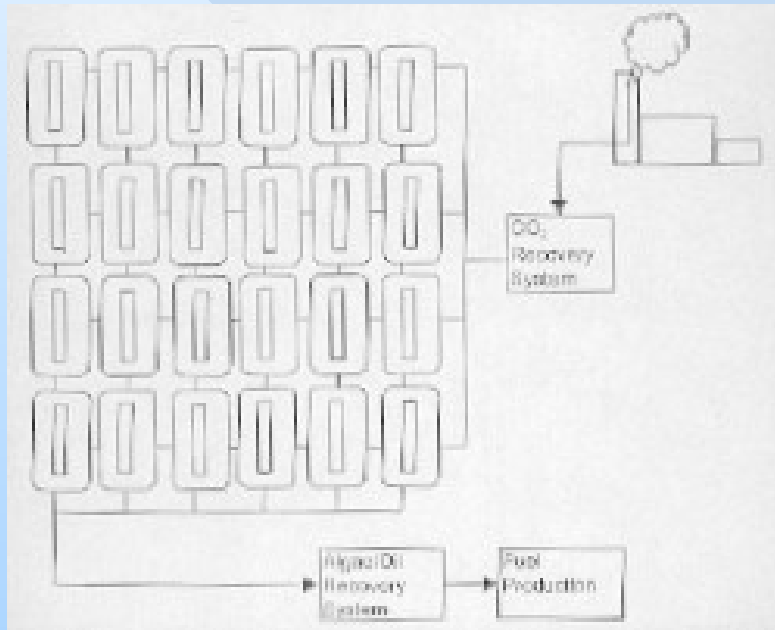 CO₂
Recovery
System
Algae/Oil
Recovery
System
Fuel
Production